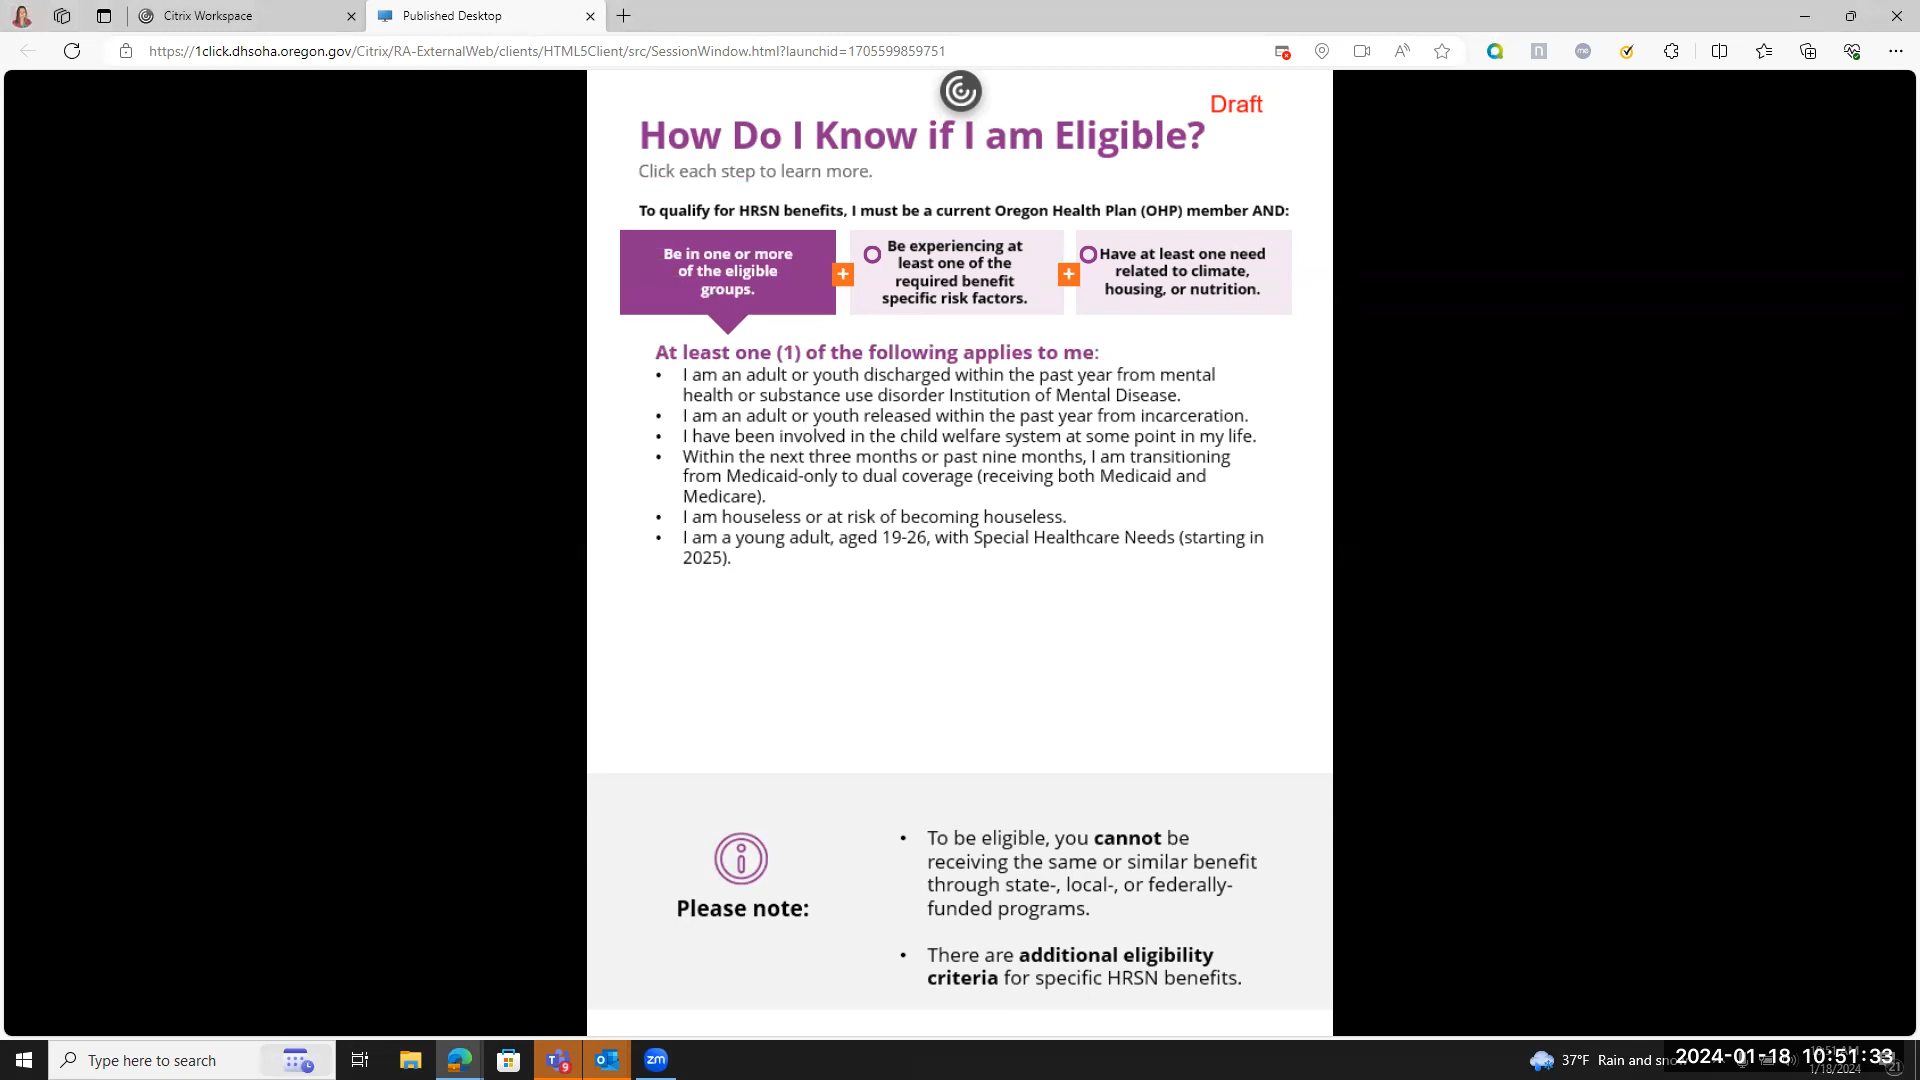 Citrix Workspace
Published Desktop
https://1click.dhsoha.oregon.gov/Citrix/RA-ExternalWeb/clients/HTML5Client/src/SessionWindow.html?launchid=1705599859751
Draft
How Do I Know if I am Eligible?
Click each step to learn more.
To qualify for HRSN benefits, I must be a current Oregon Health Plan (OHP) member AND:
Be in one or more
of the eligible
groups.
+
Be experiencing at
least one of the
required benefit
specific risk factors.
+
Have at least one need
related to climate,
housing, or nutrition.
At least one (1) of the following applies to me:
• I am an adult or youth discharged within the past year from mental
health or substance use disorder Institution of Mental Disease.
• I am an adult or youth released within the past year from incarceration.
• I have been involved in the child welfare system at some point in my life.
• Within the next three months or past nine months, I am transitioning
from Medicaid-only to dual coverage (receiving both Medicaid and
Medicare).
• I am houseless or at risk of becoming houseless.
• I am a young adult, aged 19-26, with Special Healthcare Needs (starting in
2025).
Please note:
• To be eligible, you cannot be
receiving the same or similar benefit
through state-, local-, or federally-
funded programs.
• There are additional eligibility
criteria for specific HRSN benefits.
Type here to search
9
zm
37°F Rain and
2024-01-18 10:51:33
1/18/2024
21